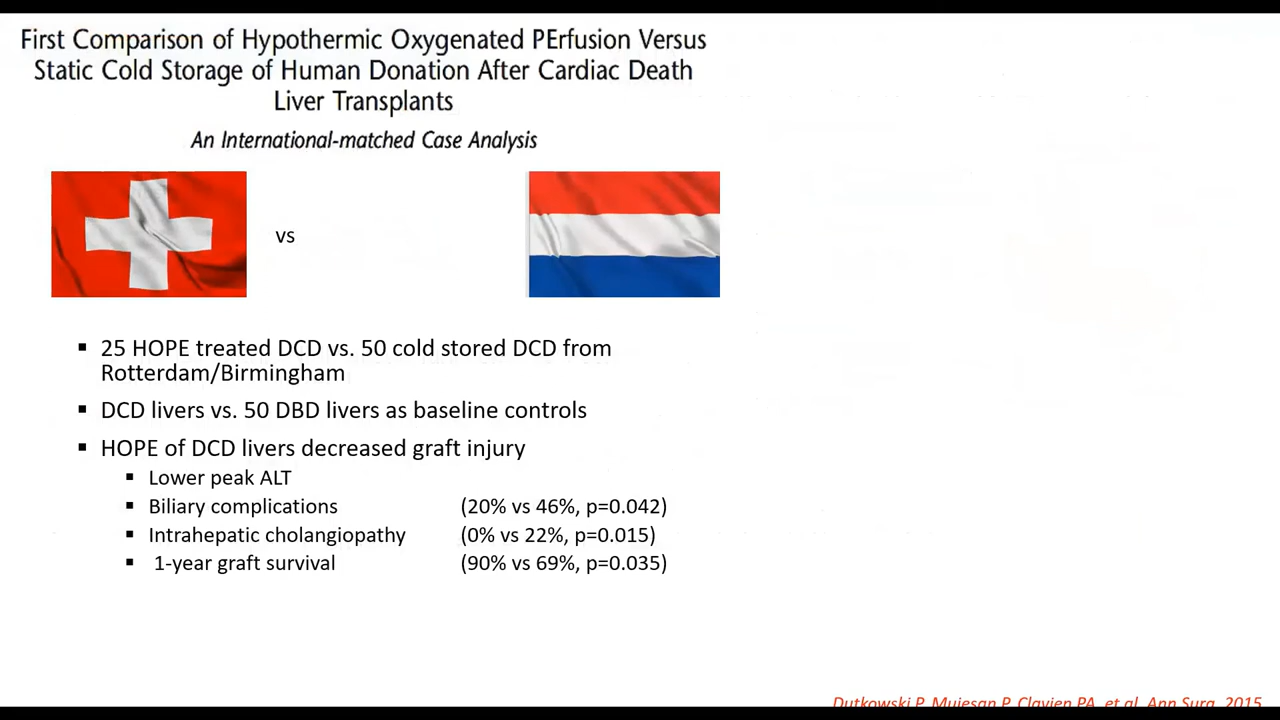 First Comparison of Hypothermic Oxygenated PErfusion Versus
Static Cold Storage of Human Donation After Cardiac Death
Liver Transplants
An International-matched Case Analysis
vs
▪ 25 HOPE treated DCD vs. 50 cold stored DCD from
Rotterdam/Birmingham
▪ DCD livers vs. 50 DBD livers as baseline controls
▪ HOPE of DCD livers decreased graft injury
▪ Lower peak ALT
▪ Biliary complications (20% vs 46%, p=0.042)
▪ Intrahepatic cholangiopathy (0% vs 22%, p=0.015)
▪ 1-year graft survival (90% vs 69%, p=0.035)
Dutkowski P, Muiesan P, Clavien PA, et al. Ann Surg. 2015